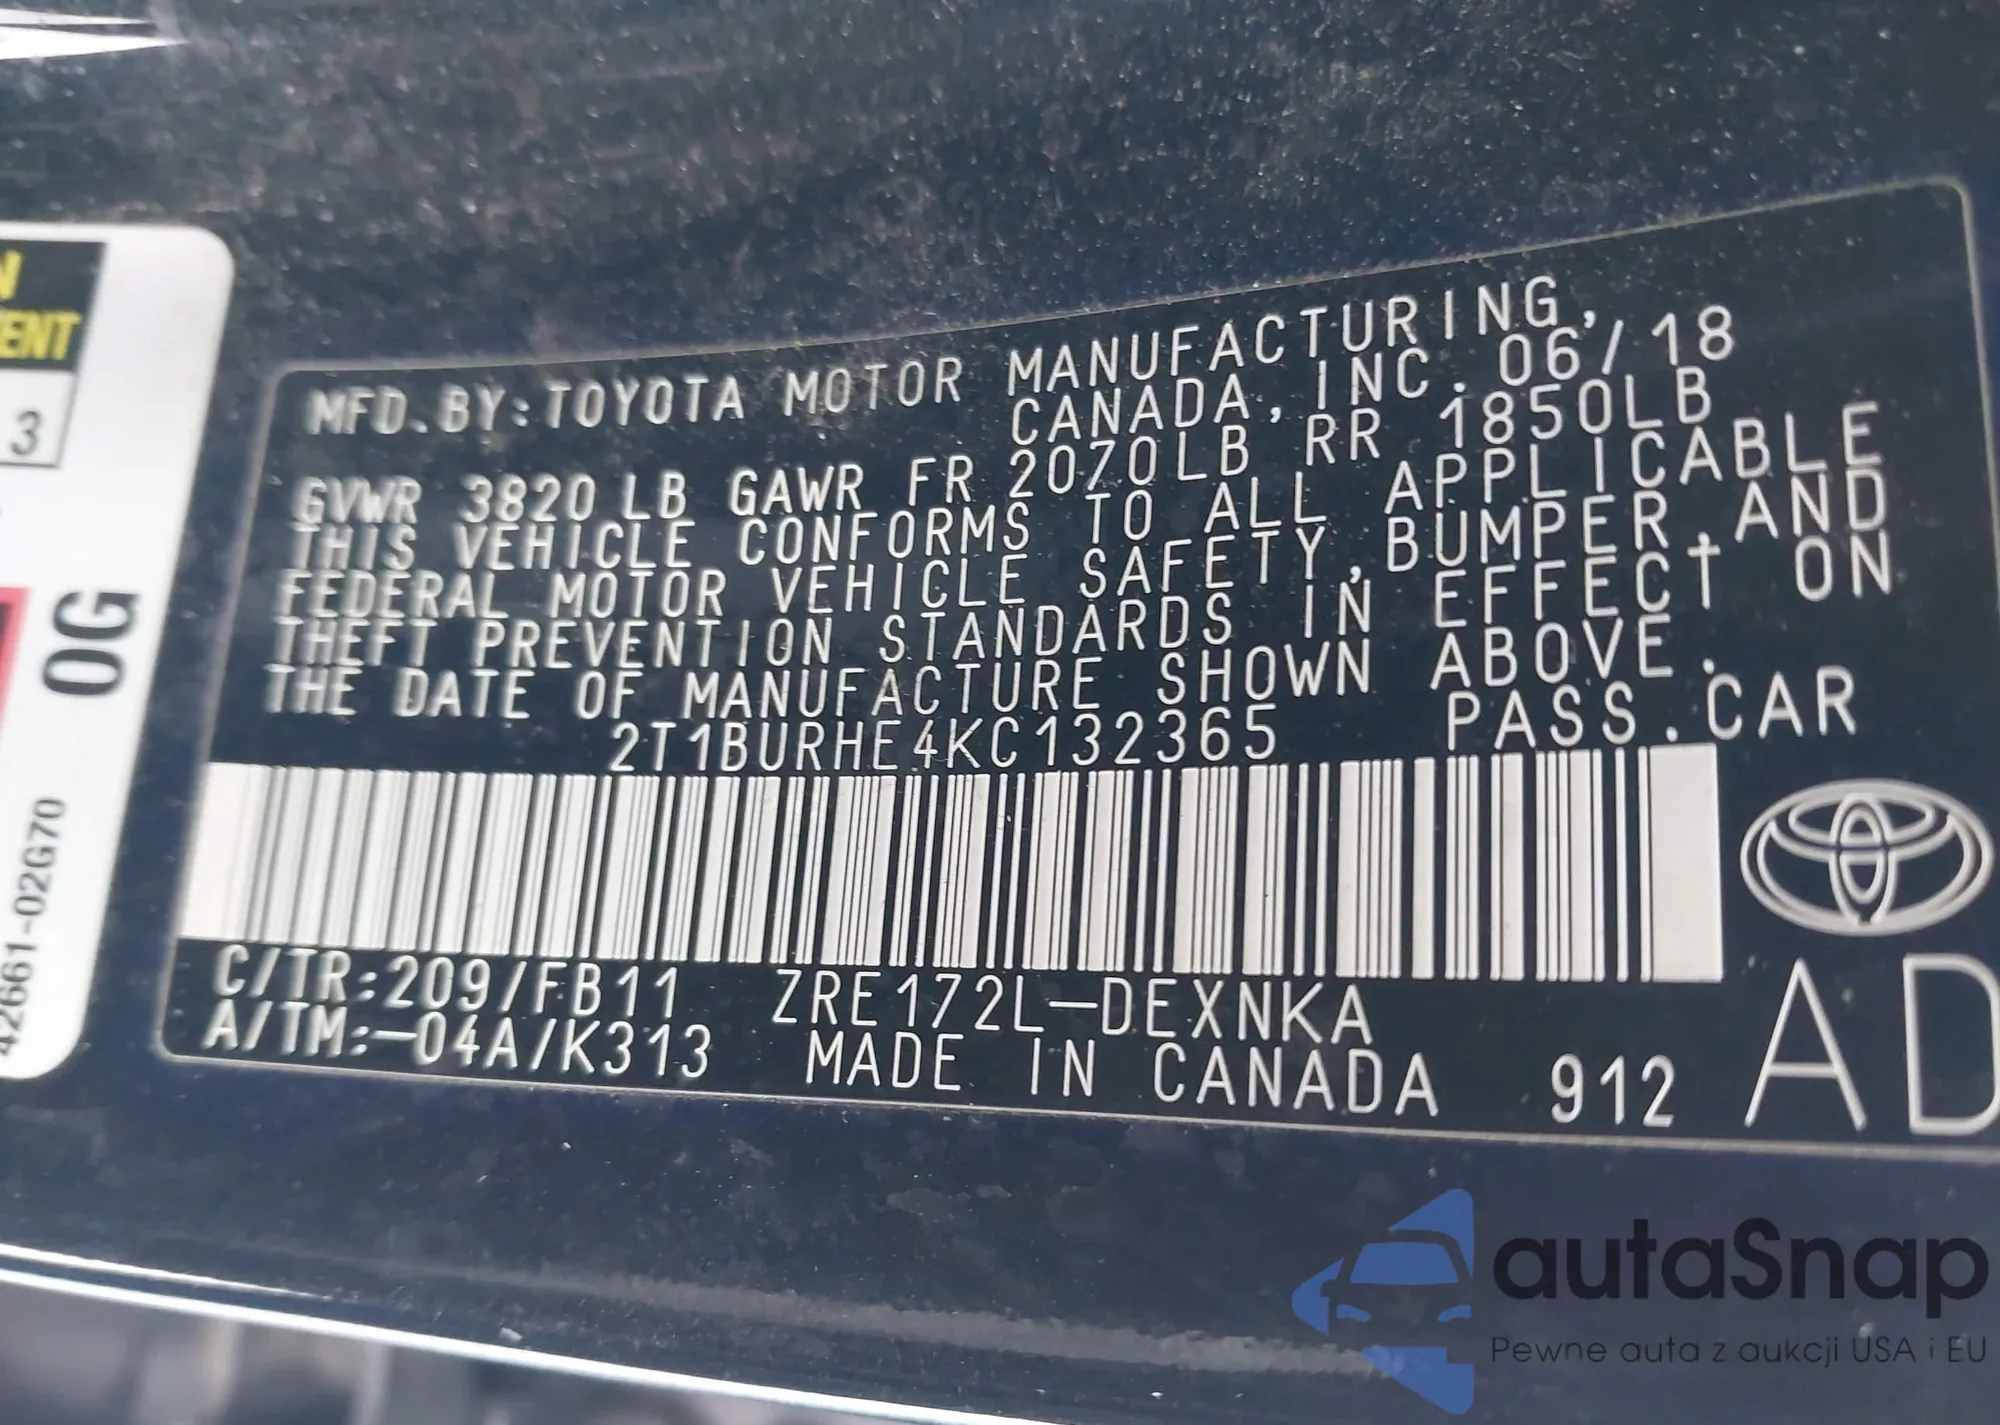 N
ENT
3
0G
42661-02G70
MFD.BY:TOYOTA MOTOR MANUFACTURING,
CANADA,INC. 06/18
GVWR 3820LB GAWR FR 2070LB RR 1850LB
THIS VEHICLE CONFORMS TO ALL APPLICABLE
FEDERAL MOTOR VEHICLE SAFETY,BUMPER,AND
THEFT PREVENTION STANDARDS IN EFFECT ON
THE DATE OF MANUFACTURE SHOWN ABOVE.
2T1BURHE4KC132365 PASS.CAR
C/TR:209/FB11 ZRE172L-DEXNKA
A/TM:-04A/K313 MADE IN CANADA 912
AD
autaSnap
Pewne auta z aukcji USA i EU